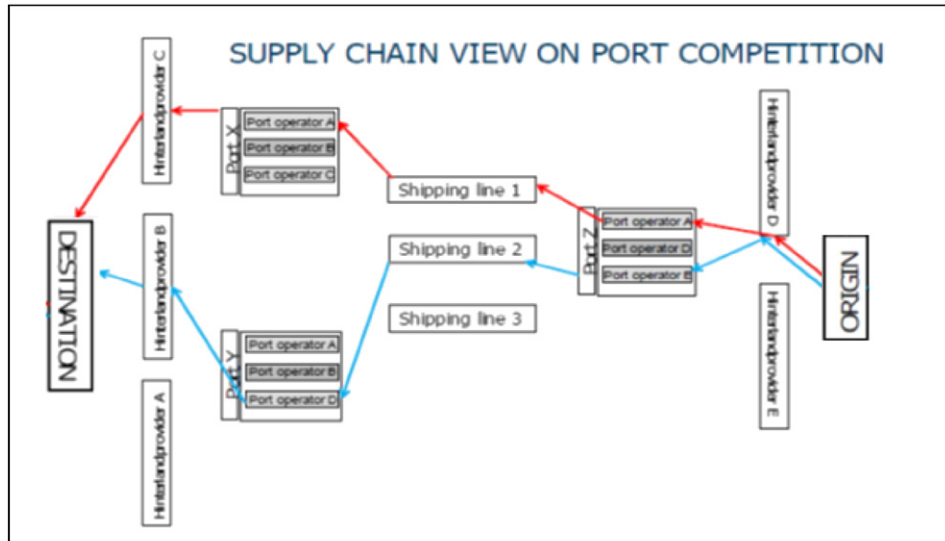 SUPPLY CHAIN VIEW ON PORT COMPETITION
Hinterlandprovider C
Port X
Port operator A
Port operator B
Port operator C
Hinterlandprovider D
Shipping line 1
Port Z
Port operator A
Port operator D
Port operator B
DESTINATION
Hinterlandprovider B
Shipping line 2
ORIGIN
Shipping line 3
Hinterlandprovider E
Port Y
Port operator A
Port operator B
Port operator D
Hinterlandprovider A